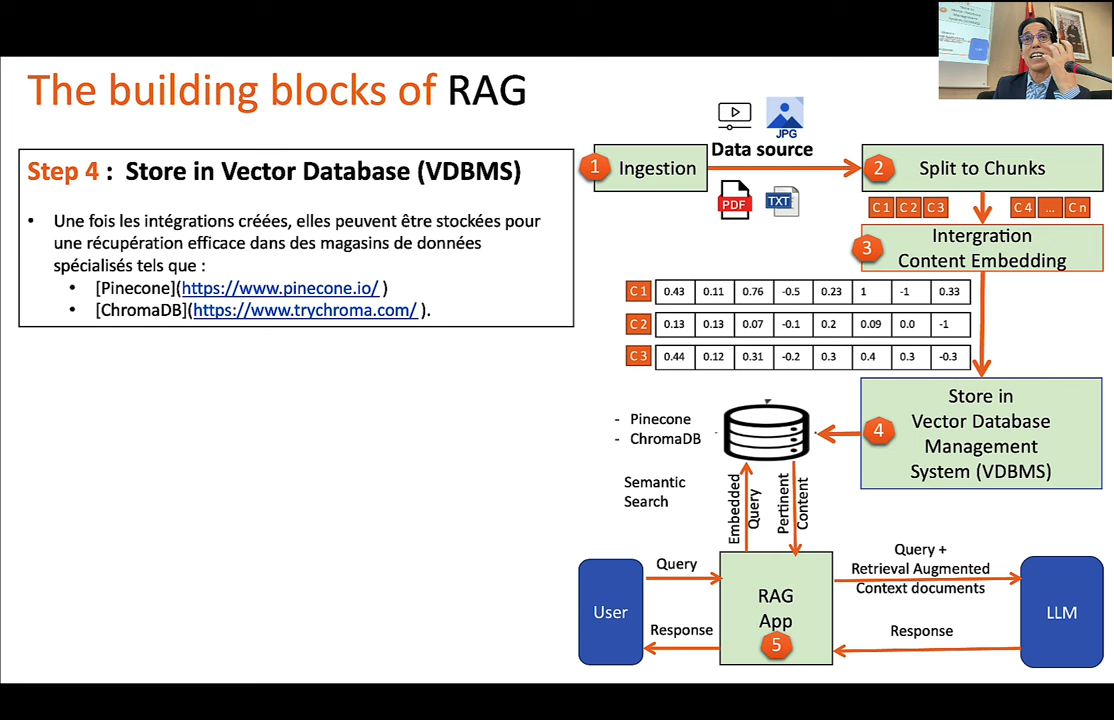 The building blocks of RAG
Step 4 : Store in Vector Database (VDBMS)
• Une fois les intégrations créées, elles peuvent être stockées pour
une récupération efficace dans des magasins de données
spécialisés tels que :
• [Pinecone](https://www.pinecone.io/ )
• [ChromaDB](https://www.trychroma.com/ ).
JPG
Data source
PDF
TXT
1 Ingestion
2 Split to Chunks
C 1 C 2 C 3 C 4 ... C n
3 Intergration
Content Embedding
C 1 0.43 0.11 0.76 -0.5 0.23 1 -1 0.33
C 2 0.13 0.13 0.07 -0.1 0.2 0.09 0.0 -1
C 3 0.44 0.12 0.31 -0.2 0.3 0.4 0.3 -0.3
4 Store in
Vector Database
Management
System (VDBMS)
- Pinecone
- ChromaDB
Semantic
Search
Embedded
Query
Pertinent
Content
User
Query
Response
RAG
App
5
Query +
Retrieval Augmented
Context documents
Response
LLM